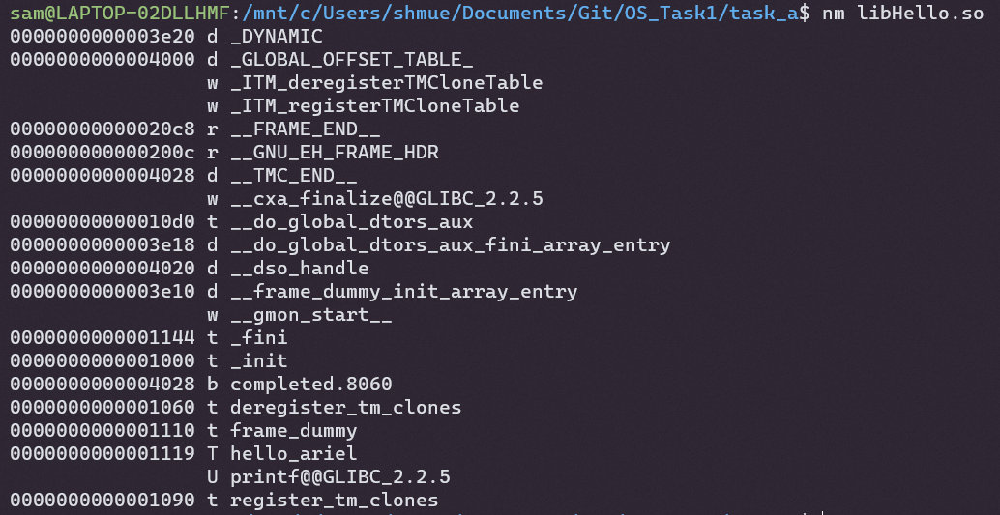 sam@LAPTOP-02DLLHMF:/mnt/c/Users/shmue/Documents/Git/OS_Task1/task_a$ nm libHello.so
0000000000003e20 d _DYNAMIC
0000000000004000 d _GLOBAL_OFFSET_TABLE_
                 w _ITM_deregisterTMCloneTable
                 w _ITM_registerTMCloneTable
00000000000020c8 r __FRAME_END__
000000000000200c r __GNU_EH_FRAME_HDR
0000000000004028 d __TMC_END__
                 w __cxa_finalize@@GLIBC_2.2.5
00000000000010d0 t __do_global_dtors_aux
0000000000003e18 d __do_global_dtors_aux_fini_array_entry
0000000000004020 d __dso_handle
0000000000003e10 d __frame_dummy_init_array_entry
                 w __gmon_start__
0000000000001144 t _fini
0000000000001000 t _init
0000000000004028 b completed.8060
0000000000001060 t deregister_tm_clones
0000000000001110 t frame_dummy
0000000000001119 T hello_ariel
                 U printf@@GLIBC_2.2.5
0000000000001090 t register_tm_clones